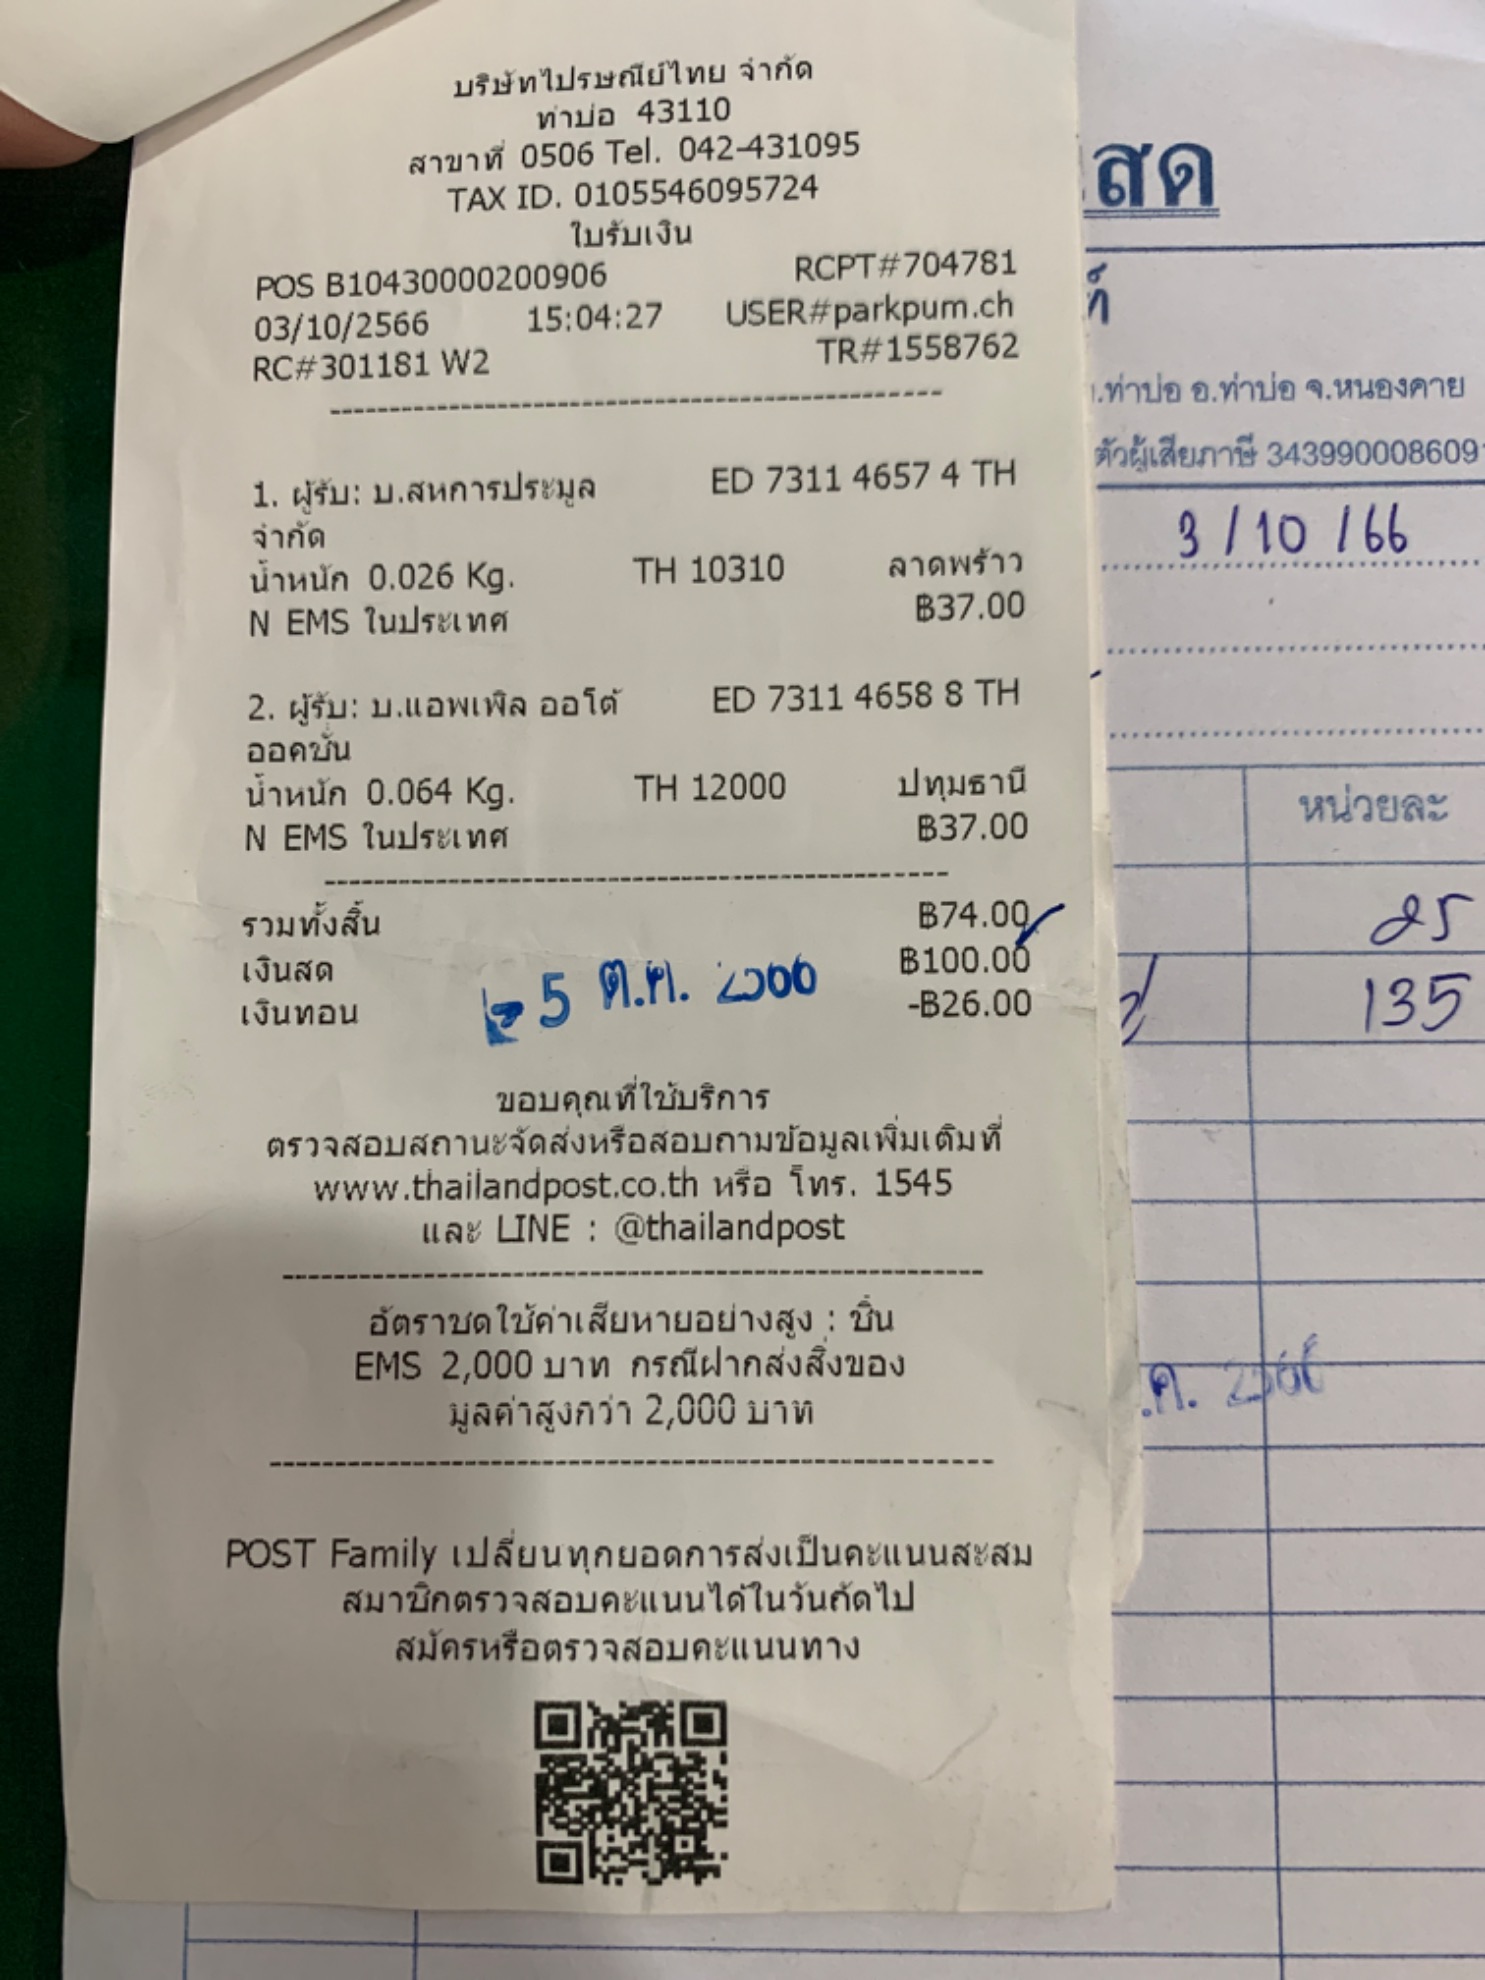 บริษัทไปรษณีย์ไทย จำกัด
ท่าบ่อ 43110
สาขาที่ 0506 Tel. 042-431095
TAX ID. 0105546095724
ใบรับเงิน
POS B10430000200906 RCPT#704781
03/10/2566 15:04:27 USER#parkpum.ch
RC#301181 W2 TR#1558762
1. ผู้รับ: บ.สหการประมูล ED 7311 4657 4 TH
จำกัด
น้ำหนัก 0.026 Kg. TH 10310 ลาดพร้าว
N EMS ในประเทศ ฿37.00
2. ผู้รับ: บ.แอพเพิล ออโต้ ED 7311 4658 8 TH
ออคชั่น
น้ำหนัก 0.064 Kg. TH 12000 ปทุมธานี
N EMS ในประเทศ ฿37.00
รวมทั้งสิ้น ฿74.00
เงินสด ฿100.00
เงินทอน -฿26.00
- 5 ต.ค. 2566
ขอบคุณที่ใช้บริการ
ตรวจสอบสถานะจัดส่งหรือสอบถามข้อมูลเพิ่มเติมที่
www.thailandpost.co.th หรือ โทร. 1545
และ LINE : @thailandpost
อัตราชดใช้ค่าเสียหายอย่างสูง : ชิ้น
EMS 2,000 บาท กรณีฝากส่งสิ่งของ
มูลค่าสูงกว่า 2,000 บาท
POST Family เปลี่ยนทุกยอดการส่งเป็นคะแนนสะสม
สมาชิกตรวจสอบคะแนนได้ในวันถัดไป
สมัครหรือตรวจสอบคะแนนทาง
สด
.ท่าบ่อ อ.ท่าบ่อ จ.หนองคาย
ตัวผู้เสียภาษี 343990008609
3 / 10 / 66
หน่วยละ
25
135
.ค. 2566